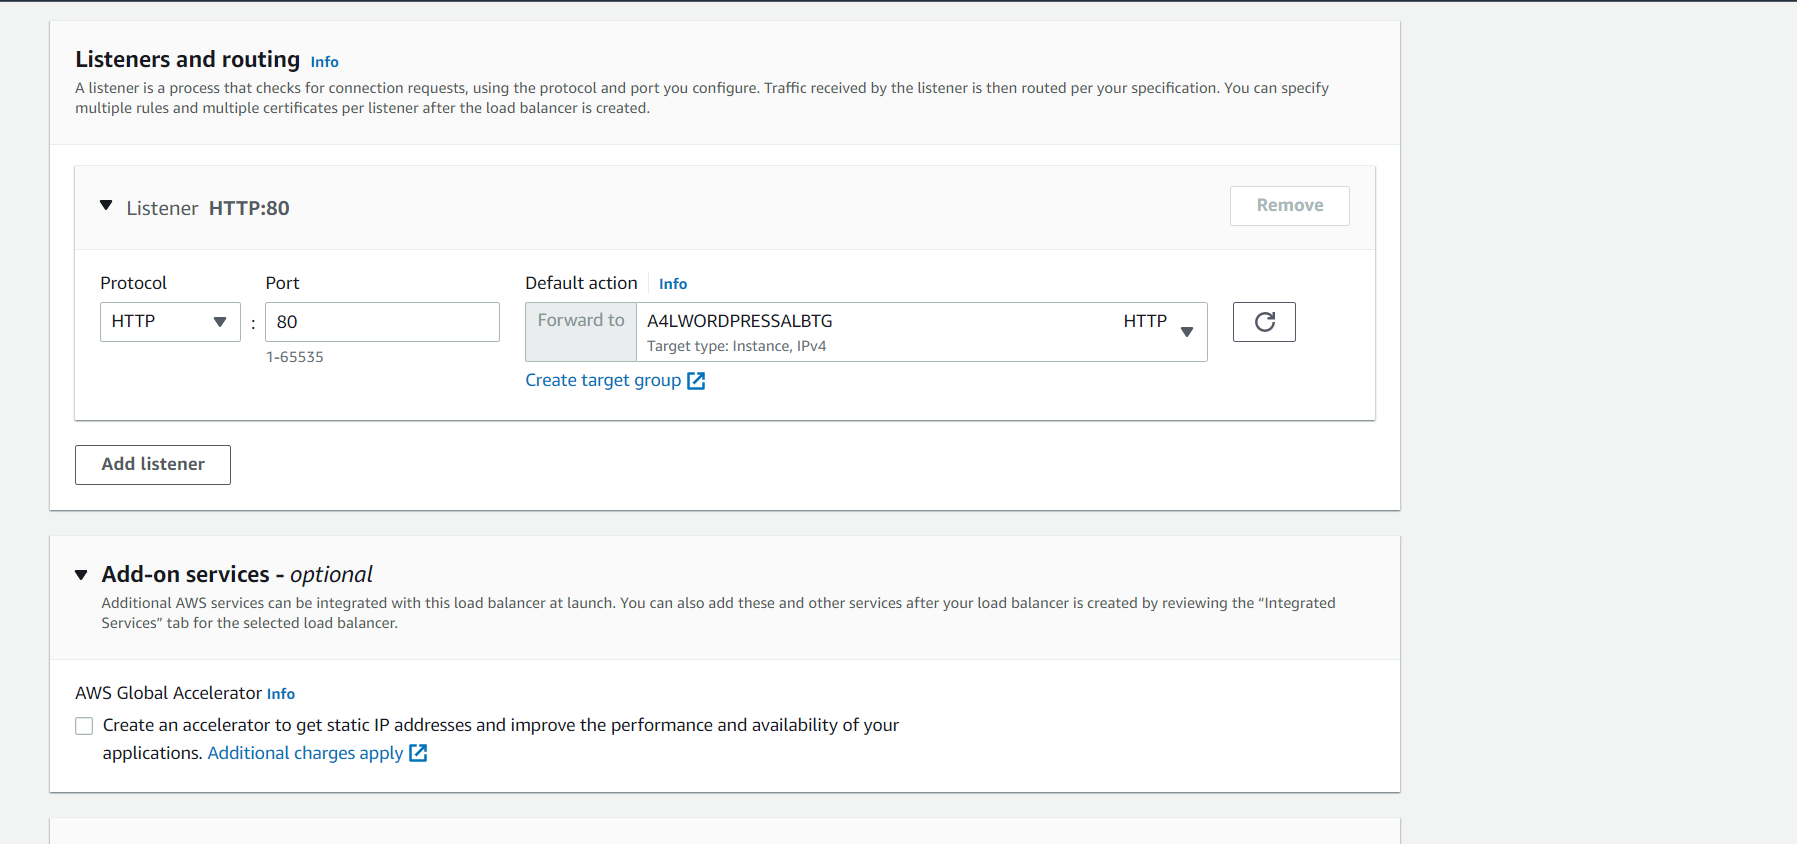 Listeners and routing Info
A listener is a process that checks for connection requests, using the protocol and port you configure. Traffic received by the listener is then routed per your specification. You can specify
multiple rules and multiple certificates per listener after the load balancer is created.
Listener HTTP:80
Remove
Protocol
Port
Default action Info
HTTP
:
80
Forward to
A4LWORDPRESSALBTG
HTTP
Target type: Instance, IPv4
1-65535
Create target group
Add listener
Add-on services - optional
Additional AWS services can be integrated with this load balancer at launch. You can also add these and other services after your load balancer is created by reviewing the “Integrated
Services” tab for the selected load balancer.
AWS Global Accelerator Info
Create an accelerator to get static IP addresses and improve the performance and availability of your
applications. Additional charges apply